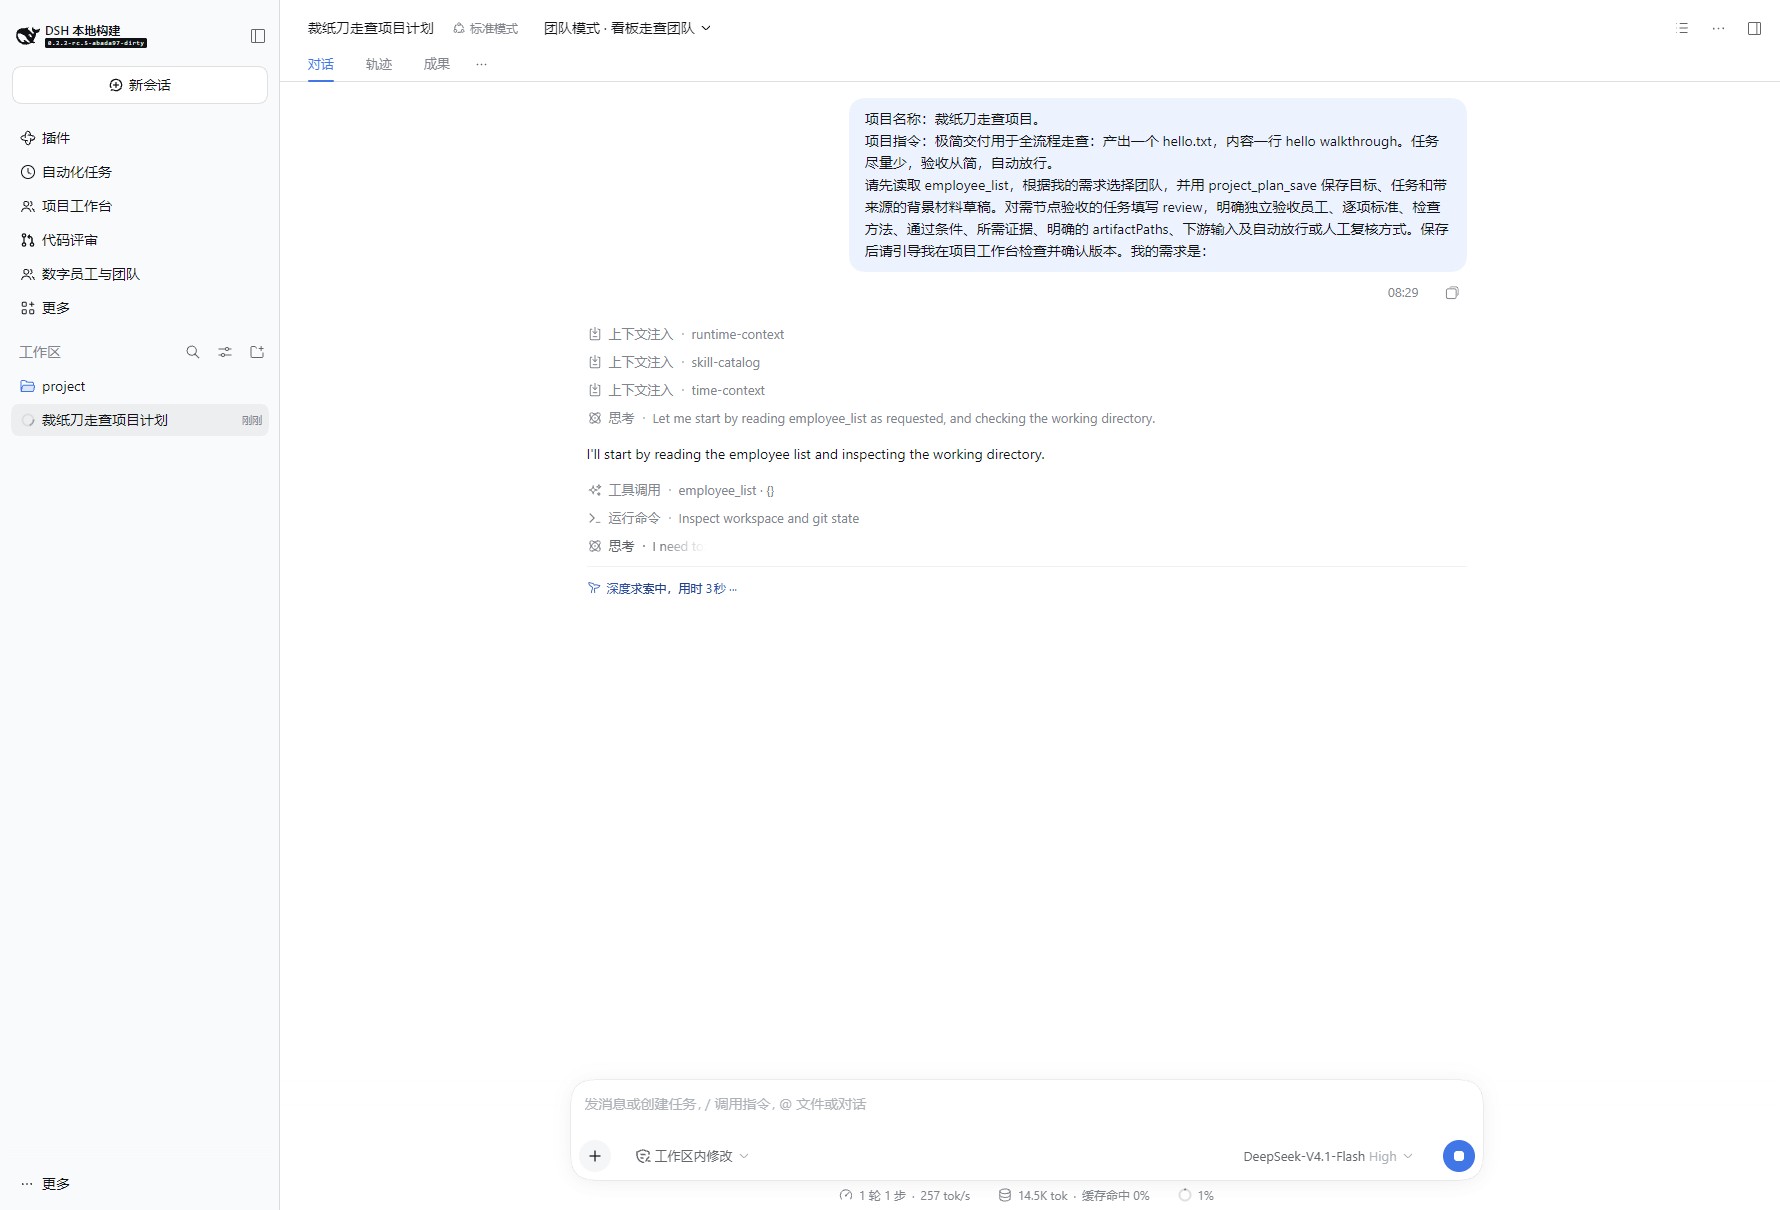 DSH 本地构建
0.3.2-rc.5-abada97-dirty
新会话
插件
自动化任务
项目工作台
代码评审
数字员工与团队
更多
工作区
project
裁纸刀走查项目计划 刚刚
更多
裁纸刀走查项目计划 标准模式 团队模式 · 看板走查团队
对话 轨迹 成果 ···
项目名称：裁纸刀走查项目。
项目指令：极简交付用于全流程走查：产出一个 hello.txt，内容一行 hello walkthrough。任务
尽量少，验收从简，自动放行。
请先读取 employee_list，根据我的需求选择团队，并用 project_plan_save 保存目标、任务和带
来源的背景材料草稿。对需节点验收的任务填写 review，明确独立验收员工、逐项标准、检查
方法、通过条件、所需证据、明确的 artifactPaths、下游输入及自动放行或人工复核方式。保存
后请引导我在项目工作台检查并确认版本。我的需求是：
08:29
上下文注入 · runtime-context
上下文注入 · skill-catalog
上下文注入 · time-context
思考 · Let me start by reading employee_list as requested, and checking the working directory.
I'll start by reading the employee list and inspecting the working directory.
工具调用 · employee_list · {}
运行命令 · Inspect workspace and git state
思考 · I need to
深度求索中，用时 3秒 ···
发消息或创建任务, / 调用指令, @ 文件或对话
工作区内修改
DeepSeek-V4.1-Flash High
1 轮 1 步 · 257 tok/s 14.5K tok · 缓存命中 0% 1%